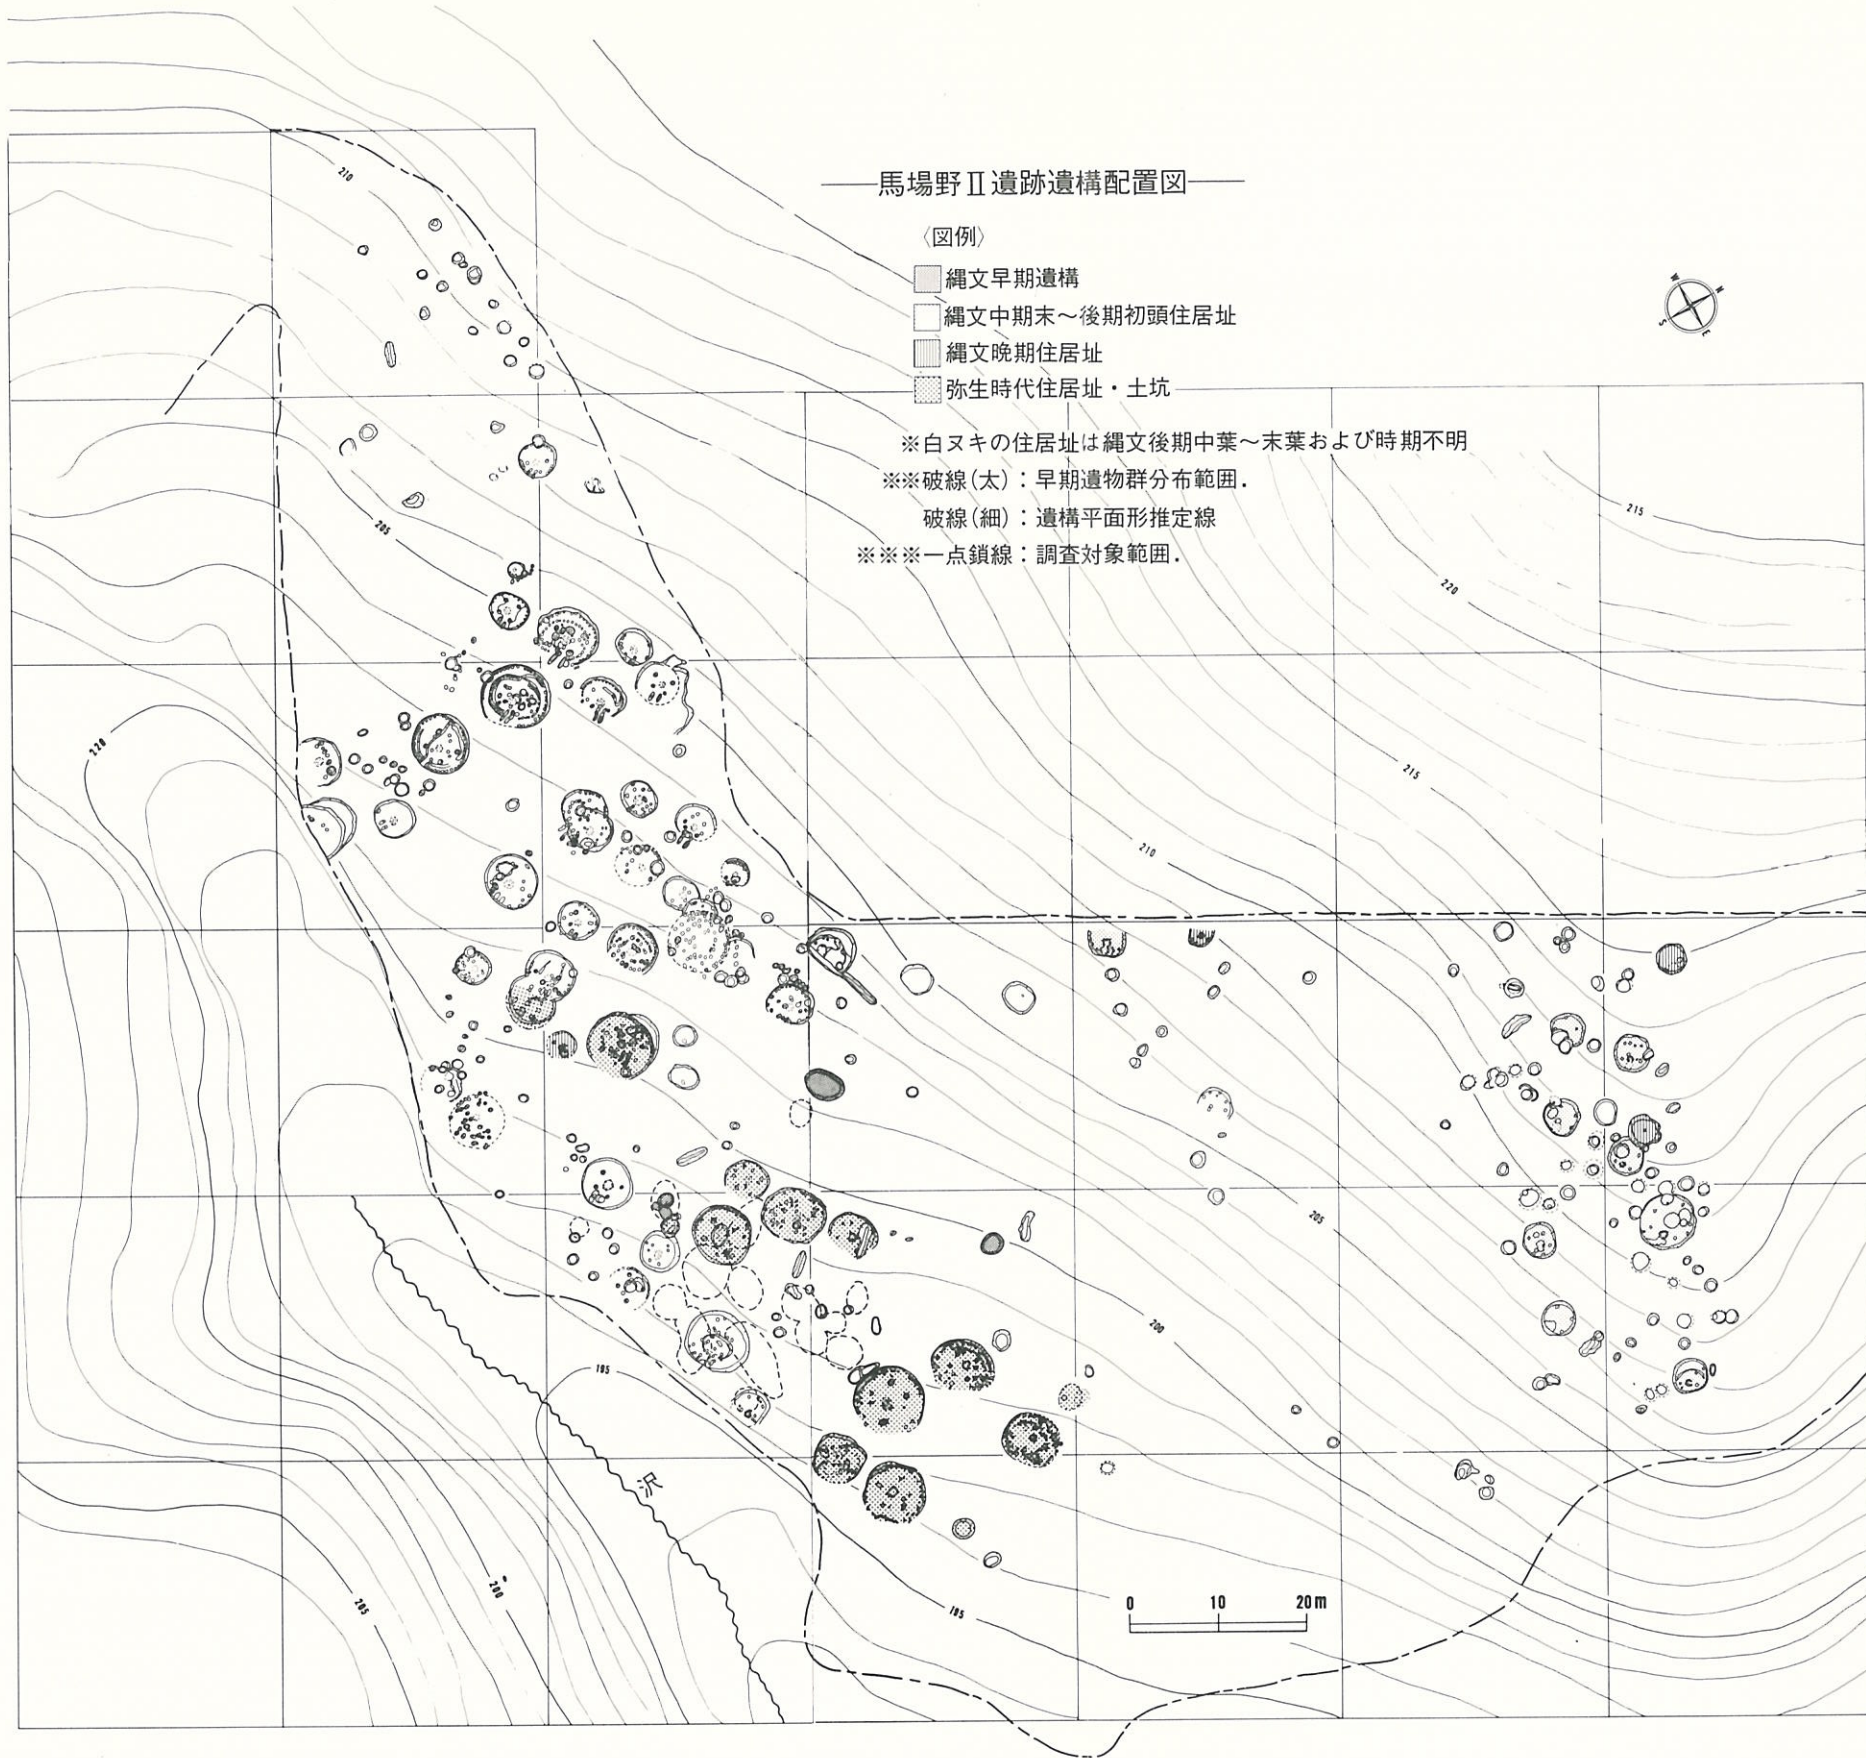 馬場野Ⅱ遺跡遺構配置図
〈図例〉
縄文早期遺構
縄文中期末～後期初頭住居址
縄文晩期住居址
弥生時代住居址・土坑
※白ヌキの住居址は縄文後期中葉～末葉および時期不明
※※破線(太)：早期遺物群分布範囲.
破線(細)：遺構平面形推定線
※※※一点鎖線：調査対象範囲.
W
N
S
E
210
205
215
220
220
215
210
205
200
195
沢
200
205
195
0 10 20m